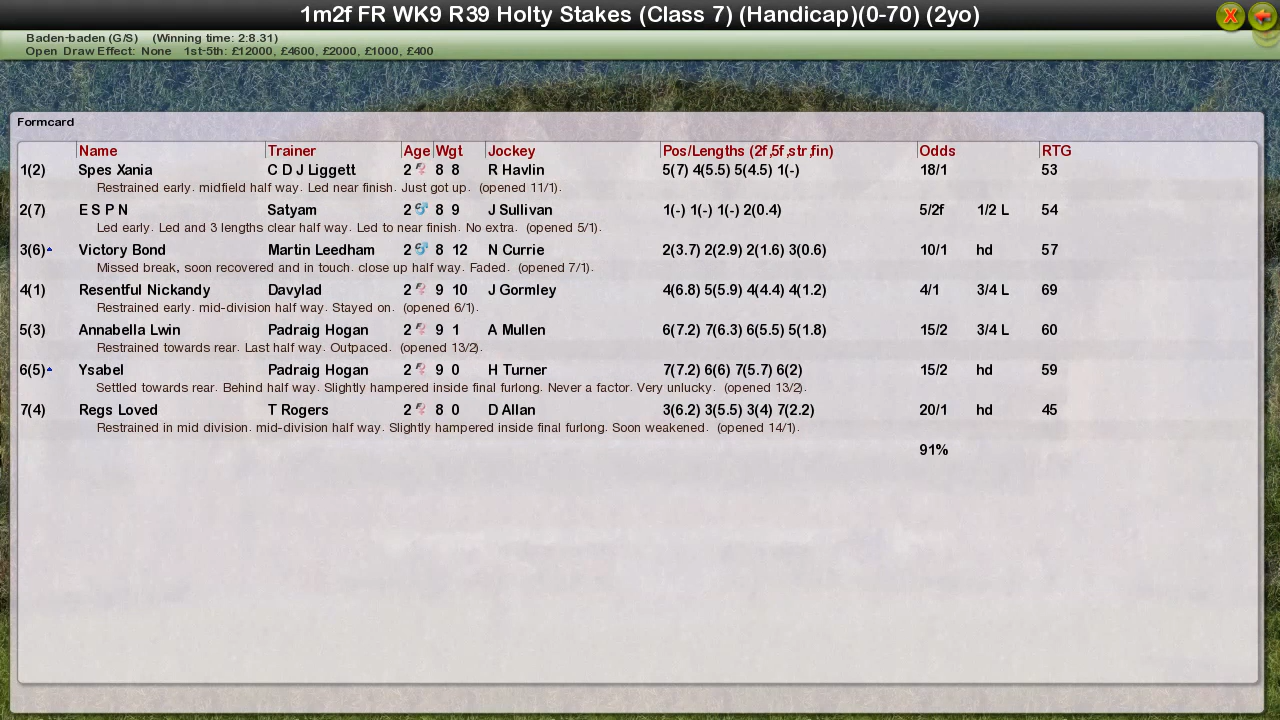 1m2f FR WK9 R39 Holty Stakes (Class 7) (Handicap)(0-70) (2yo)
Baden-baden (G/S) (Winning time: 2:8.31)
Open Draw Effect: None 1st-5th: £12000, £4600, £2000, £1000, £400
Formcard
Name Trainer Age Wgt Jockey Pos/Lengths (2f,5f,str,fin) Odds RTG
1(2) Spes Xania C D J Liggett 2 8 8 R Havlin 5(7) 4(5.5) 5(4.5) 1(-) 18/1 53
Restrained early. midfield half way. Led near finish. Just got up. (opened 11/1).
2(7) E S P N Satyam 2 8 9 J Sullivan 1(-) 1(-) 1(-) 2(0.4) 5/2f 1/2 L 54
Led early. Led and 3 lengths clear half way. Led to near finish. No extra. (opened 5/1).
3(6) Victory Bond Martin Leedham 2 8 12 N Currie 2(3.7) 2(2.9) 2(1.6) 3(0.6) 10/1 hd 57
Missed break, soon recovered and in touch. close up half way. Faded. (opened 7/1).
4(1) Resentful Nickandy Davylad 2 9 10 J Gormley 4(6.8) 5(5.9) 4(4.4) 4(1.2) 4/1 3/4 L 69
Restrained early. mid-division half way. Stayed on. (opened 6/1).
5(3) Annabella Lwin Padraig Hogan 2 9 1 A Mullen 6(7.2) 7(6.3) 6(5.5) 5(1.8) 15/2 3/4 L 60
Restrained towards rear. Last half way. Outpaced. (opened 13/2).
6(5) Ysabel Padraig Hogan 2 9 0 H Turner 7(7.2) 6(6) 7(5.7) 6(2) 15/2 hd 59
Settled towards rear. Behind half way. Slightly hampered inside final furlong. Never a factor. Very unlucky. (opened 13/2).
7(4) Regs Loved T Rogers 2 8 0 D Allan 3(6.2) 3(5.5) 3(4) 7(2.2) 20/1 hd 45
Restrained in mid division. mid-division half way. Slightly hampered inside final furlong. Soon weakened. (opened 14/1).
91%